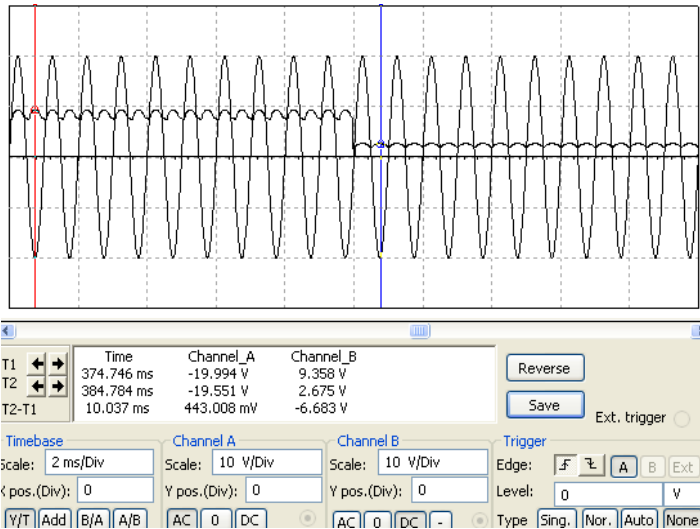 Time Channel_A Channel_B
T1 374.746 ms -19.994 V 9.358 V
T2 384.784 ms -19.551 V 2.675 V
T2-T1 10.037 ms 443.008 mV -6.683 V
Reverse
Save
Ext. trigger
Timebase
Scale: 2 ms/Div
X pos.(Div): 0
Y/T Add B/A A/B
Channel A
Scale: 10 V/Div
Y pos.(Div): 0
AC 0 DC
Channel B
Scale: 10 V/Div
Y pos.(Div): 0
AC 0 DC -
Trigger
Edge: A B Ext
Level: 0 V
Type Sing. Nor. Auto None